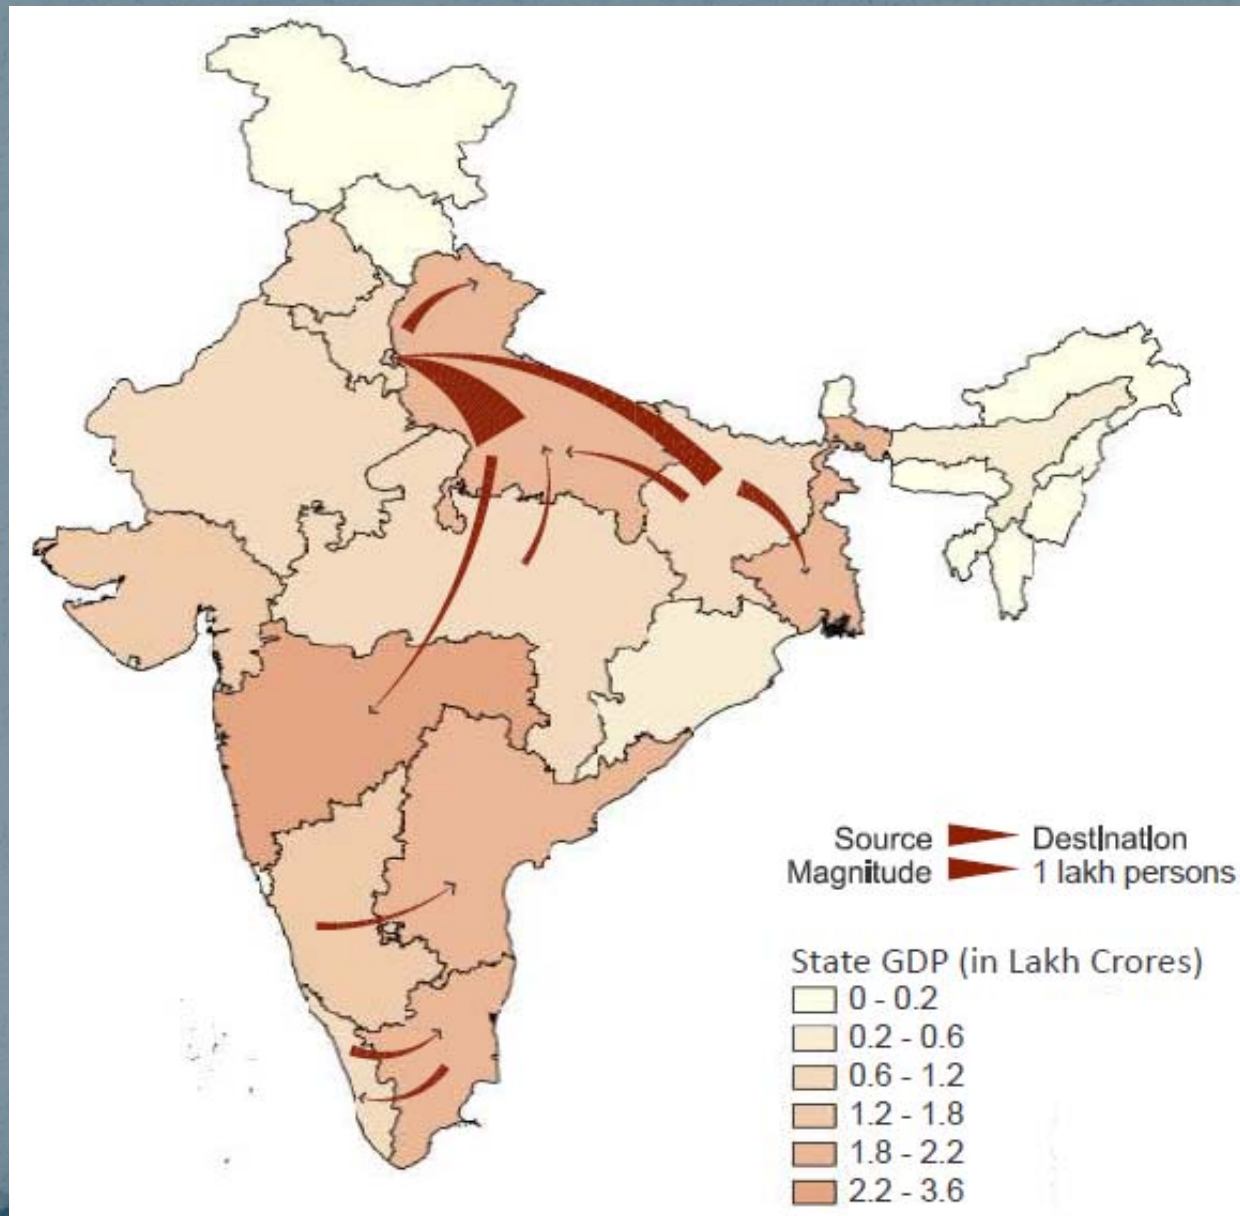 Source Destination
Magnitude 1 lakh persons
State GDP (in Lakh Crores)
0 - 0.2
0.2 - 0.6
0.6 - 1.2
1.2 - 1.8
1.8 - 2.2
2.2 - 3.6